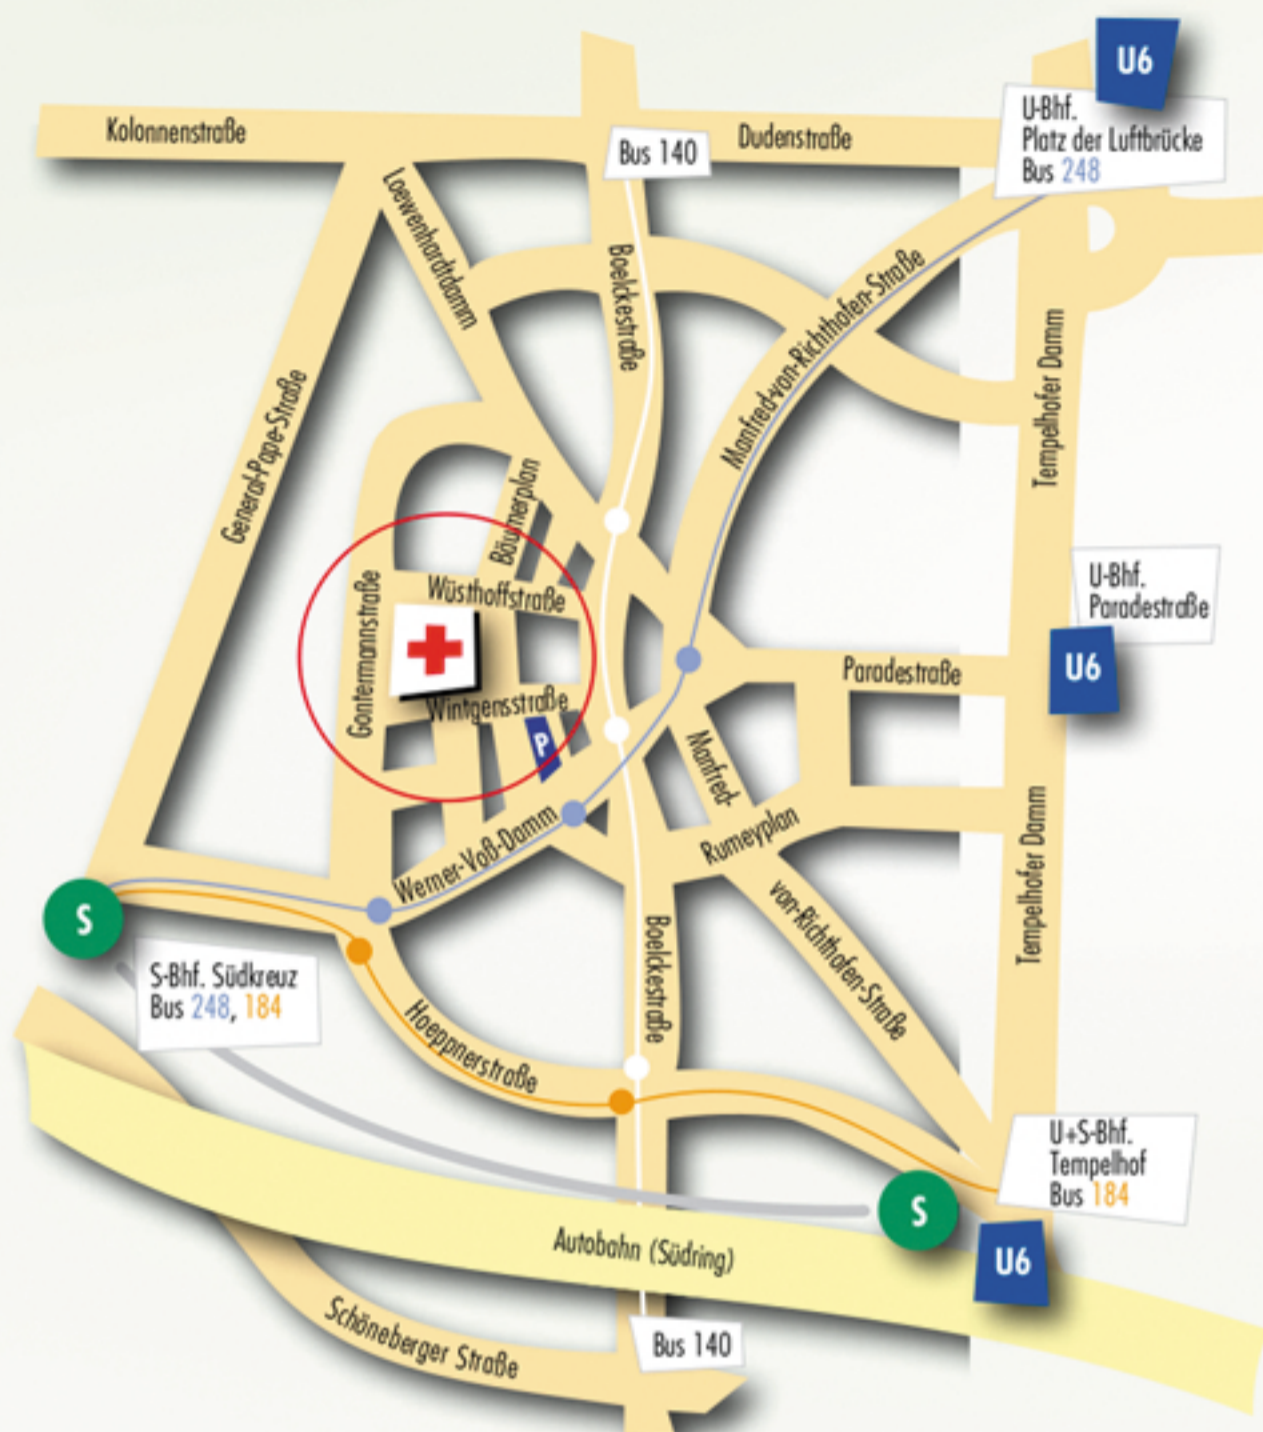 U6
U-Bhf.
Platz der Luftbrücke
Bus 248
Kolonnenstraße
Dudenstraße
Bus 140
Loewenhardtdamm
Boelckestraße
Manfred-von-Richthofen-Straße
Tempelhofer Damm
General-Pape-Straße
Bäumerplan
Wüsthoffstraße
Gontermannstraße
Wintgensstraße
P
U-Bhf.
Paradestraße
U6
Paradestraße
Manfred-
Rumeyplan
von-Richthofen-Straße
Tempelhofer Damm
Werner-Voß-Damm
S
S-Bhf. Südkreuz
Bus 248, 184
Hoeppnerstraße
Boelckestraße
U+S-Bhf.
Tempelhof
Bus 184
S
U6
Autobahn (Südring)
Schöneberger Straße
Bus 140